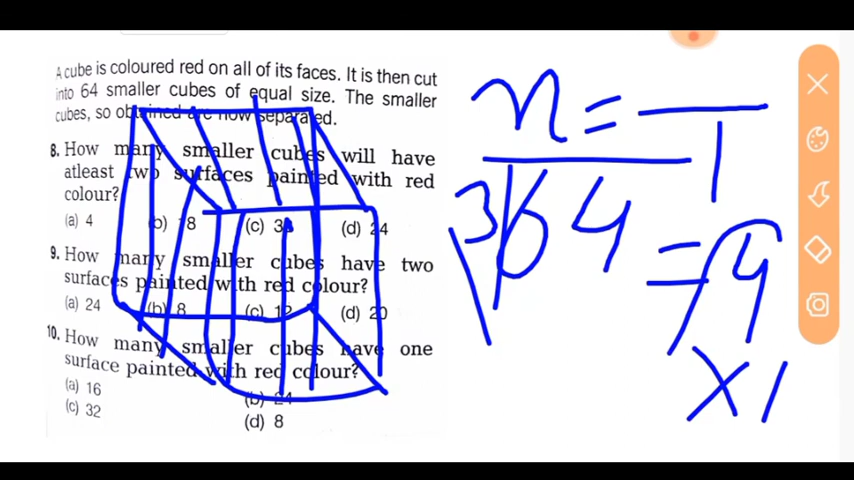 A cube is coloured red on all of its faces. It is then cut
into 64 smaller cubes of equal size. The smaller
cubes, so obtained are now separated.
8. How many smaller cubes will have
atleast two surfaces painted with red
colour?
(a) 4 (b) 18 (c) (d) 24
9. How many smaller cubes have two
surfaces painted with red colour?
(a) 24 (b) 8 (c) 12 (d) 20
10. How many smaller cubes have one
surface painted with red colour?
(a) 16 (b) 24
(c) 32 (d) 8
n =
1
3 64 = 4
x 1